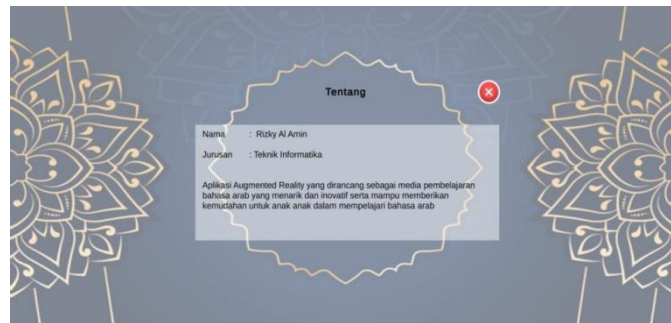 Tentang
Nama : Rizky Al Amin
Jurusan : Teknik Informatika
Aplikasi Augmented Reality yang dirancang sebagai media pembelajaran
bahasa arab yang menarik dan inovatif serta mampu memberikan
kemudahan untuk anak anak dalam mempelajari bahasa arab